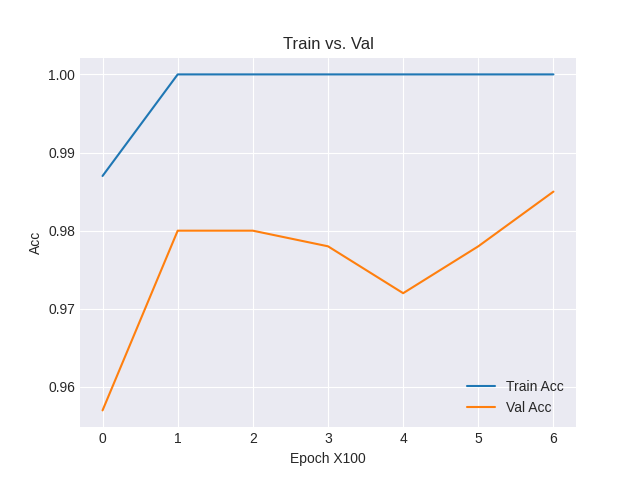 Train vs. Val
1.00
0.99
0.98
0.97
0.96
Acc
Train Acc
Val Acc
0 1 2 3 4 5 6
Epoch X100